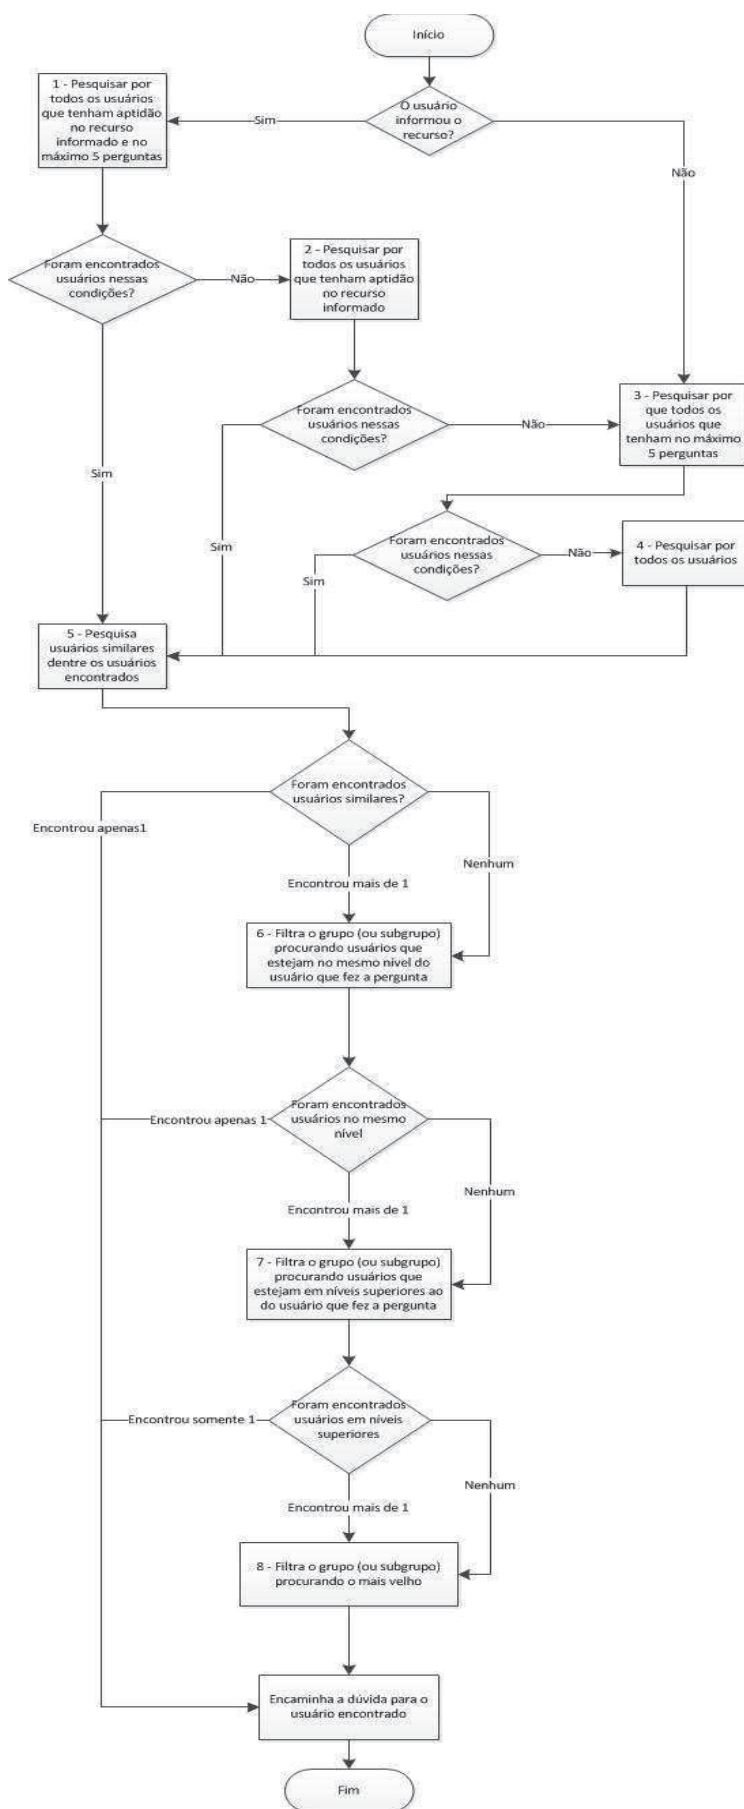 Início
O usuário
informou o
recurso?
Sim
Não
1 - Pesquisar por
todos os usuários
que tenham aptidão
no recurso
informado e no
máximo 5 perguntas
Foram encontrados
usuários nessas
condições?
Não
2 - Pesquisar por
todos os usuários
que tenham aptidão
no recurso
informado
Foram encontrados
usuários nessas
condições?
Não
3 - Pesquisar por
que todos os
usuários que
tenham no máximo
5 perguntas
Sim
Sim
Foram encontrados
usuários nessas
condições?
Não
4 - Pesquisar por
todos os usuários
Sim
5 - Pesquisa
usuários similares
dentre os usuários
encontrados
Foram encontrados
usuários similares?
Encontrou apenas1
Nenhum
Encontrou mais de 1
6 - Filtra o grupo (ou subgrupo)
procurando usuários que
estejam no mesmo nível do
usuário que fez a pergunta
Foram encontrados
usuários no mesmo
nível
Encontrou apenas 1
Nenhum
Encontrou mais de 1
7 - Filtra o grupo (ou subgrupo)
procurando usuários que
estejam em níveis superiores ao
do usuário que fez a pergunta
Foram encontrados
usuários em níveis
superiores
Encontrou somente 1
Nenhum
Encontrou mais de 1
8 - Filtra o grupo (ou subgrupo)
procurando o mais velho
Encaminha a dúvida para o
usuário encontrado
Fim